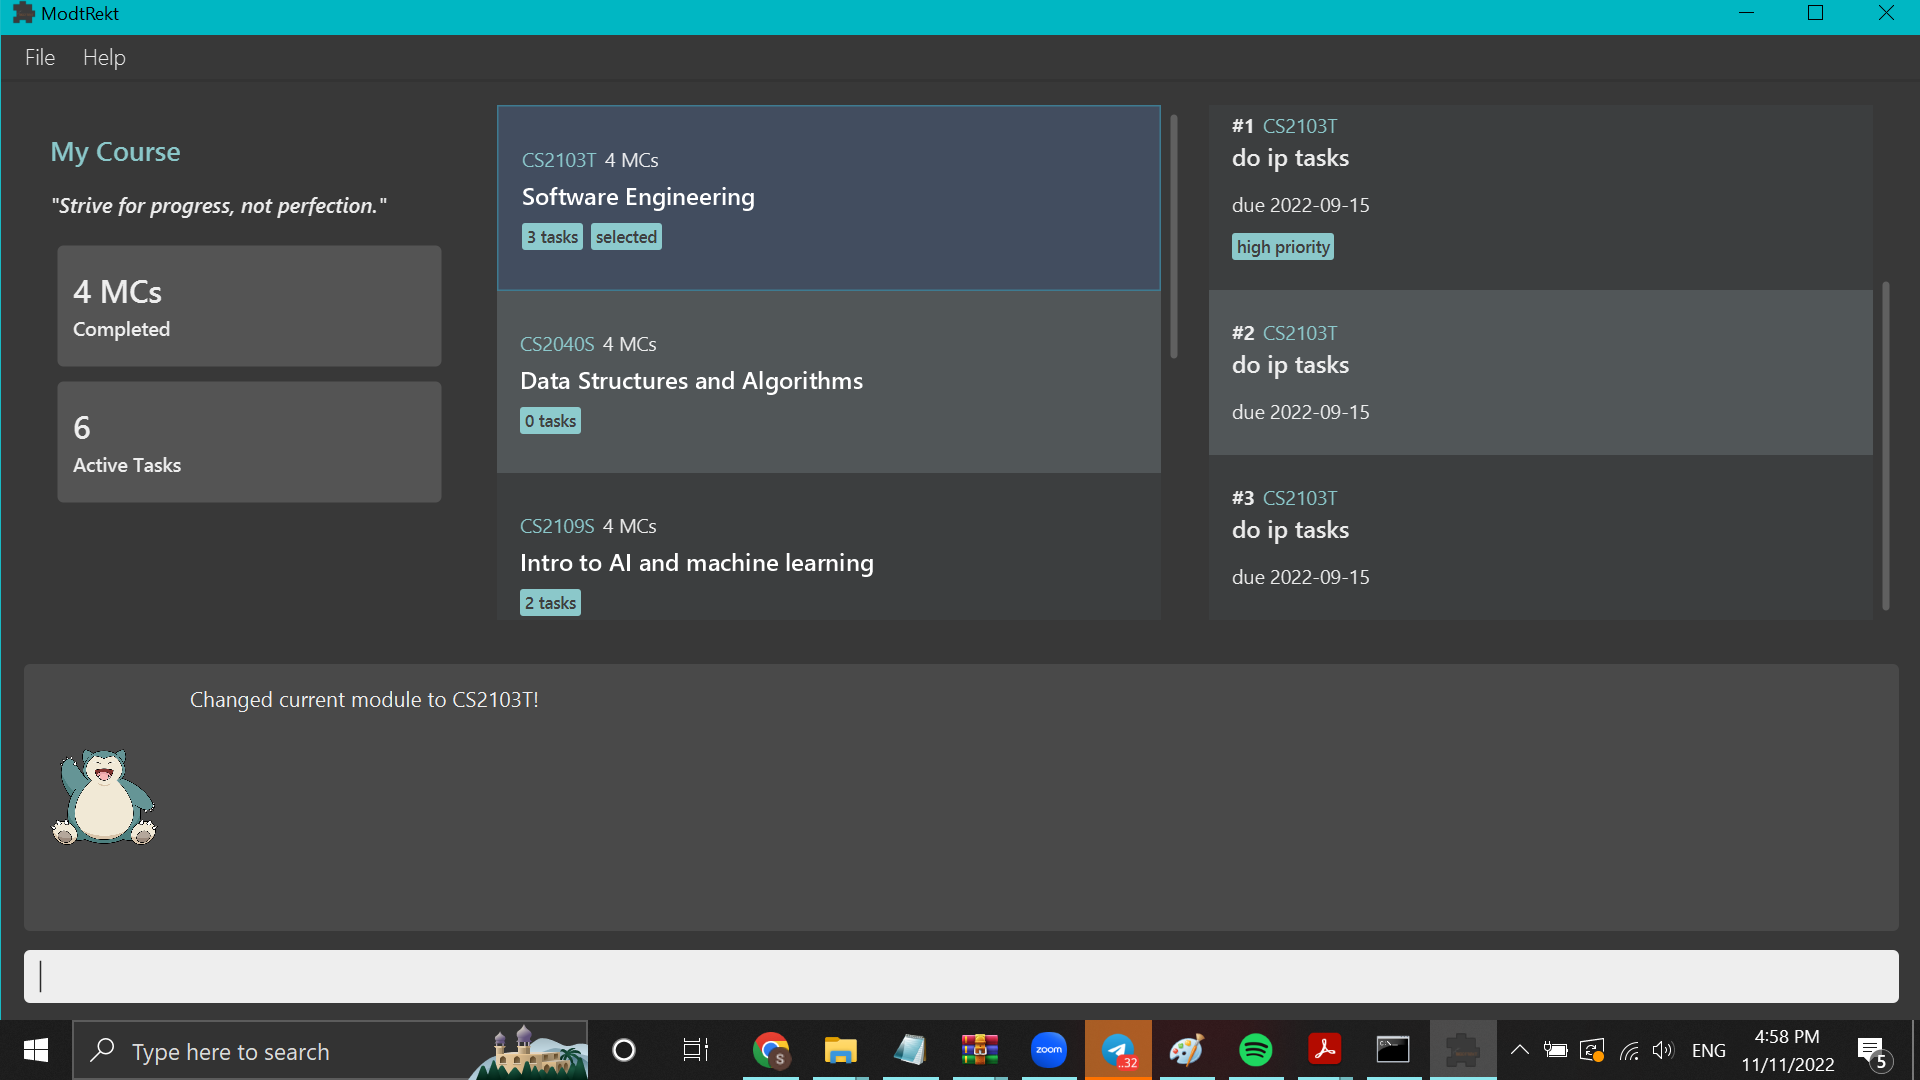 ModtRekt
File Help
My Course
"Strive for progress, not perfection."
4 MCs
Completed
6
Active Tasks
CS2103T 4 MCs
Software Engineering
3 tasks selected
CS2040S 4 MCs
Data Structures and Algorithms
0 tasks
CS2109S 4 MCs
Intro to AI and machine learning
2 tasks
#1 CS2103T
do ip tasks
due 2022-09-15
high priority
#2 CS2103T
do ip tasks
due 2022-09-15
#3 CS2103T
do ip tasks
due 2022-09-15
Changed current module to CS2103T!
Type here to search
S
zoom
..32
C:\
ENG
4:58 PM
11/11/2022
5